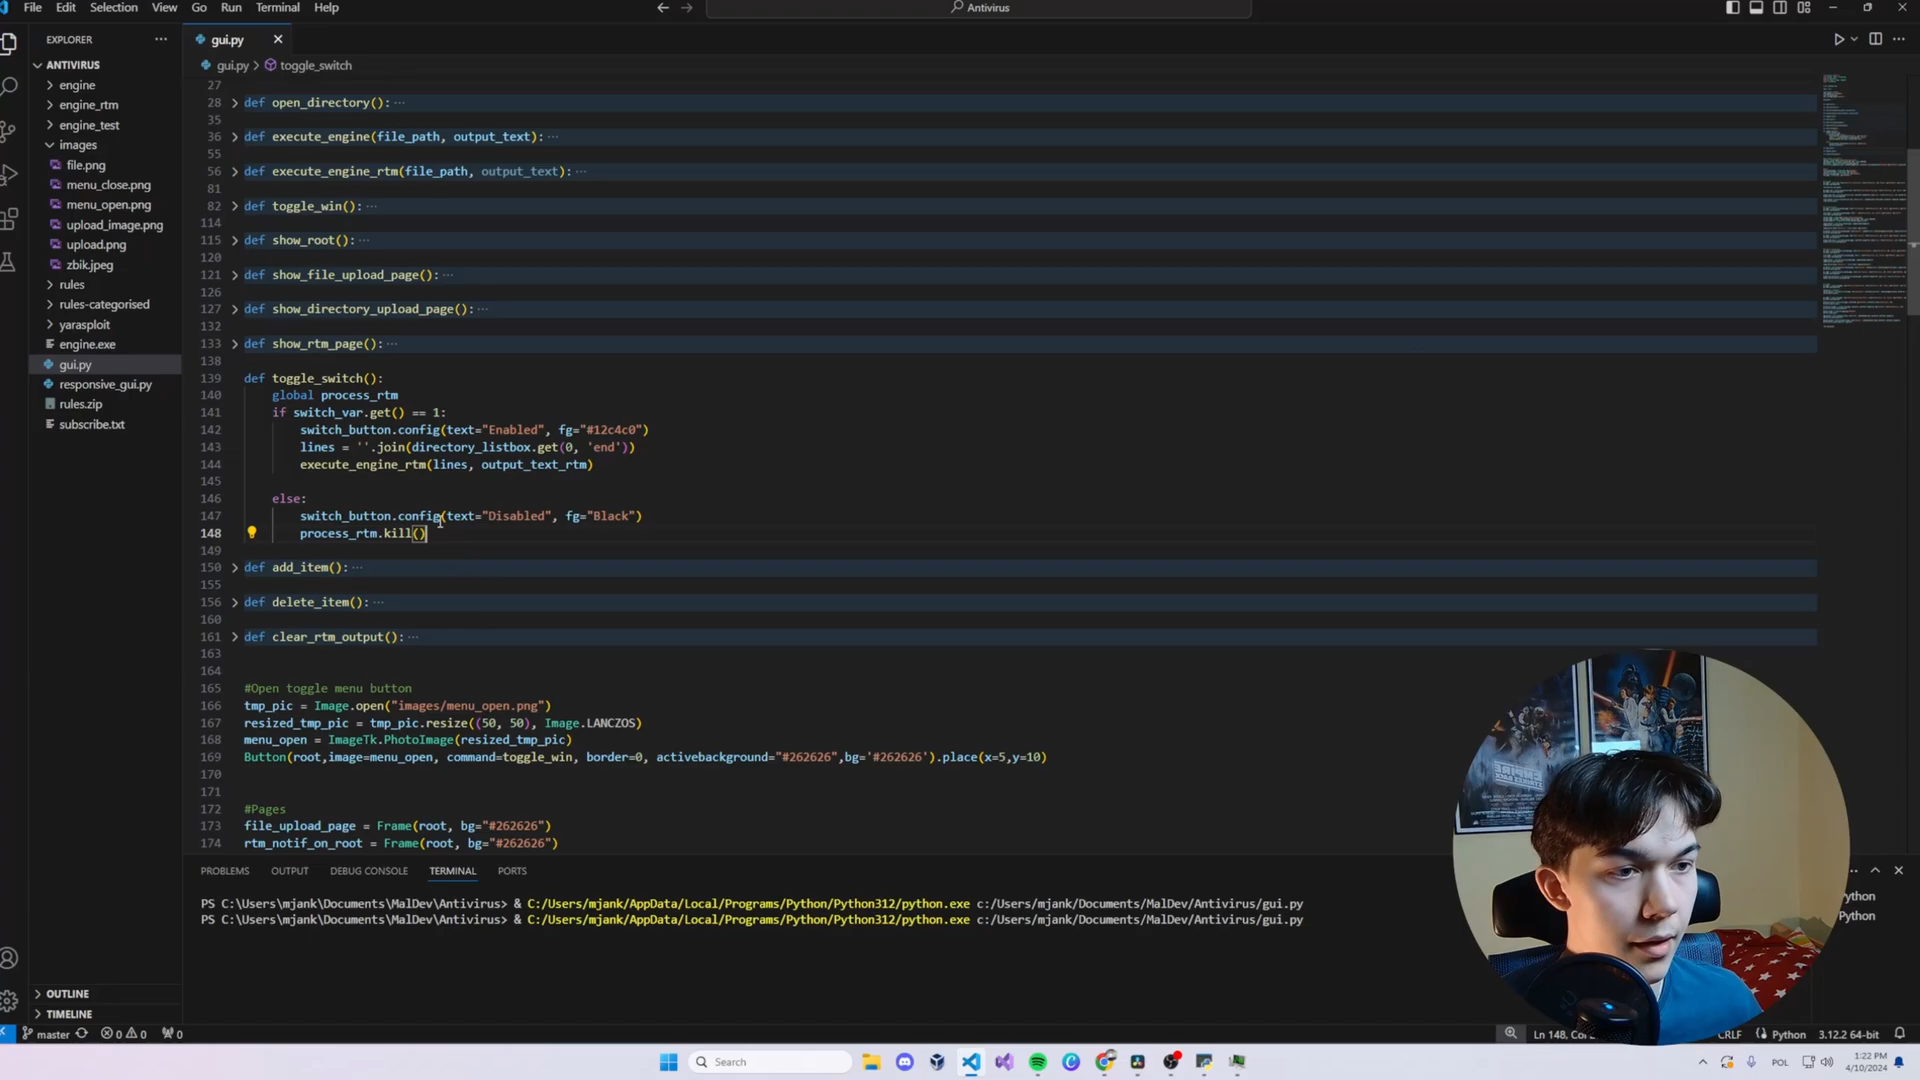 File Edit Selection View Go Run Terminal Help
Antivirus
EXPLORER
ANTIVIRUS
engine
engine_rtm
engine_test
images
file.png
menu_close.png
menu_open.png
upload_image.png
upload.png
zbik.jpeg
rules
rules-categorised
yarasploit
engine.exe
gui.py
responsive_gui.py
rules.zip
subscribe.txt
OUTLINE
TIMELINE
gui.py
gui.py > toggle_switch
27
28 def open_directory(): ...
35
36 def execute_engine(file_path, output_text): ...
55
56 def execute_engine_rtm(file_path, output_text): ...
81
82 def toggle_win(): ...
114
115 def show_root(): ...
120
121 def show_file_upload_page(): ...
126
127 def show_directory_upload_page(): ...
132
133 def show_rtm_page(): ...
138
139 def toggle_switch():
140 global process_rtm
141 if switch_var.get() == 1:
142 switch_button.config(text="Enabled", fg="#12c4c0")
143 lines = ''.join(directory_listbox.get(0, 'end'))
144 execute_engine_rtm(lines, output_text_rtm)
145
146 else:
147 switch_button.config(text="Disabled", fg="Black")
148 process_rtm.kill()
149
150 def add_item(): ...
155
156 def delete_item(): ...
160
161 def clear_rtm_output(): ...
163
164
165 #Open toggle menu button
166 tmp_pic = Image.open("images/menu_open.png")
167 resized_tmp_pic = tmp_pic.resize((50, 50), Image.LANCZOS)
168 menu_open = ImageTk.PhotoImage(resized_tmp_pic)
169 Button(root,image=menu_open, command=toggle_win, border=0, activebackground="#262626",bg='#262626').place(x=5,y=10)
170
171
172 #Pages
173 file_upload_page = Frame(root, bg="#262626")
174 rtm_notif_on_root = Frame(root, bg="#262626")
PROBLEMS OUTPUT DEBUG CONSOLE TERMINAL PORTS
PS C:\Users\mjank\Documents\MalDev\Antivirus> & C:/Users/mjank/AppData/Local/Programs/Python/Python312/python.exe c:/Users/mjank/Documents/MalDev/Antivirus/gui.py
PS C:\Users\mjank\Documents\MalDev\Antivirus> & C:/Users/mjank/AppData/Local/Programs/Python/Python312/python.exe c:/Users/mjank/Documents/MalDev/Antivirus/gui.py
ython
Python
master 0 0 0
Ln 148, Co CRLF Python 3.12.2 64-bit
Search
POL
1:22 PM
4/10/2024